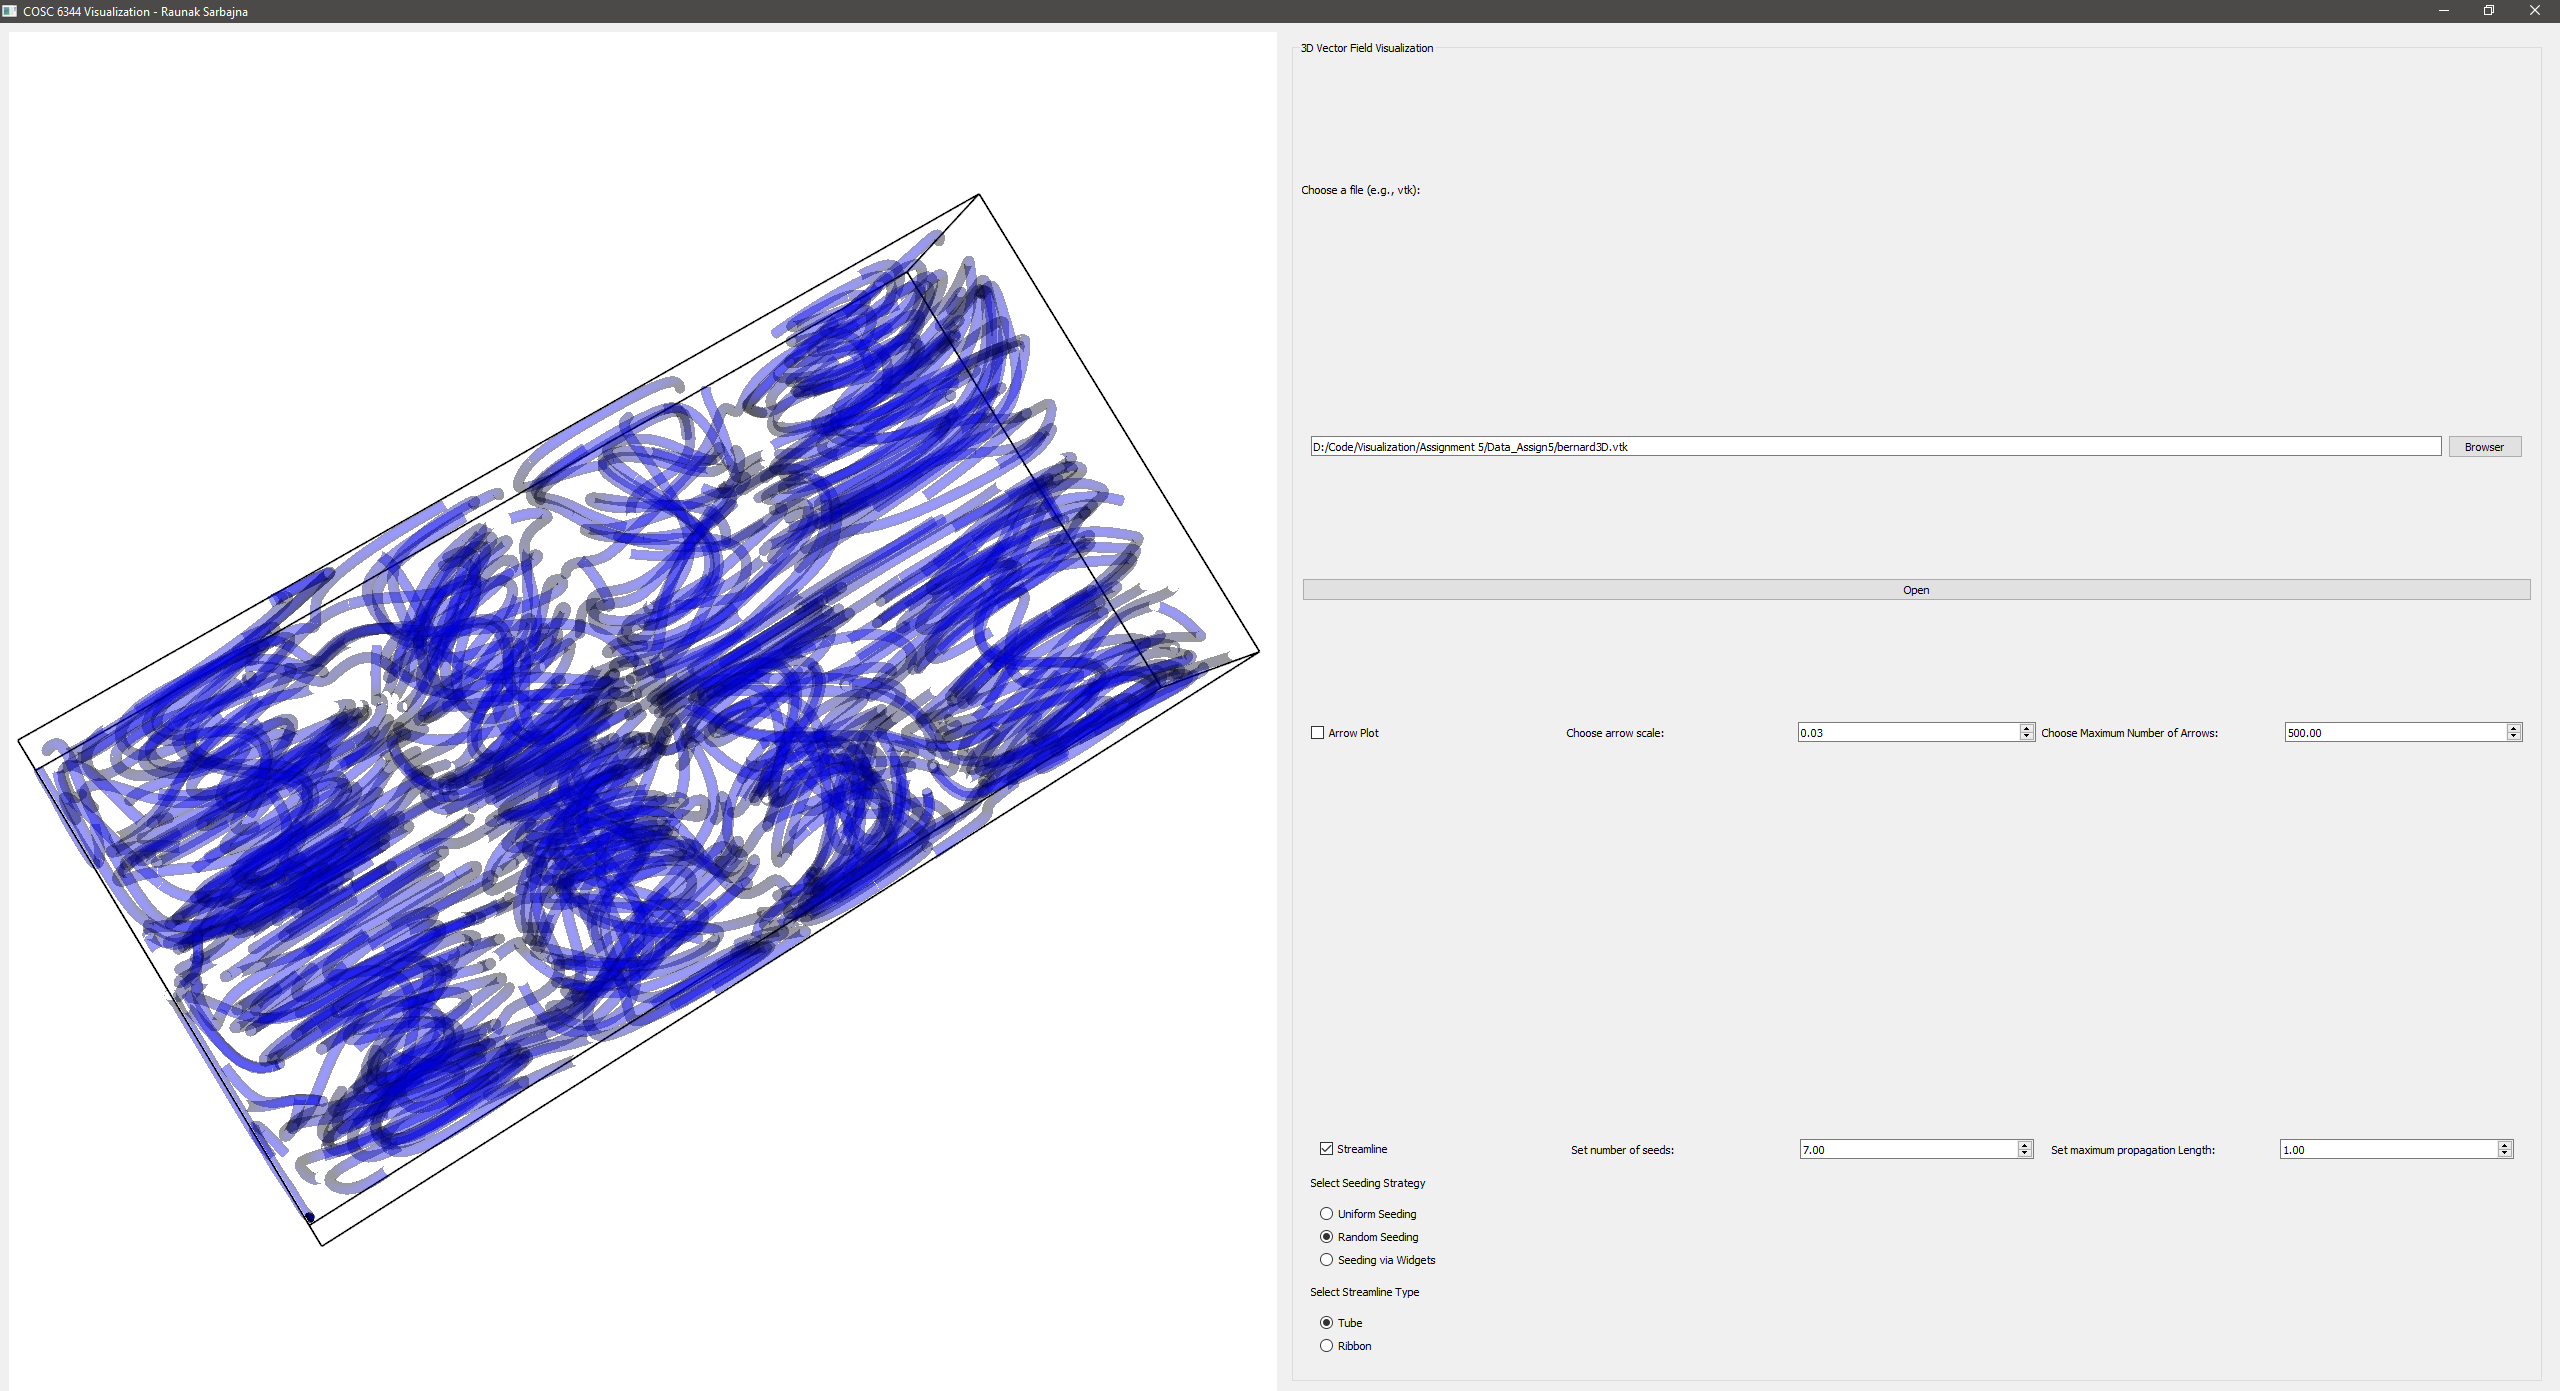 COSC 6344 Visualization - Raunak Sarbajna
3D Vector Field Visualization
Choose a file (e.g., vtk):
D:/Code/Visualization/Assignment 5/Data_Assign5/bernard3D.vtk Browser
Open
Arrow Plot Choose arrow scale: 0.03 Choose Maximum Number of Arrows: 500.00
Streamline Set number of seeds: 7.00 Set maximum propagation Length: 1.00
Select Seeding Strategy
Uniform Seeding
Random Seeding
Seeding via Widgets
Select Streamline Type
Tube
Ribbon